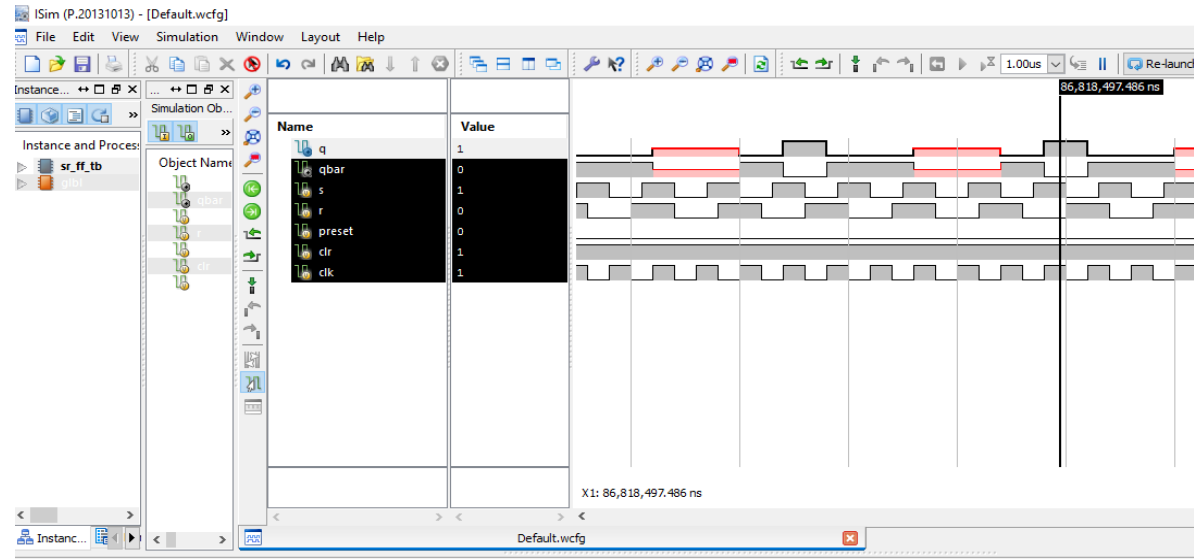 ISim (P.20131013) - [Default.wcfg]
File Edit View Simulation Window Layout Help
1.00us
Re-launch
Instance...
...
Simulation Ob...
Instance and Process
sr_ff_tb
glbl
Object Name
qbar
r
clr
Name
Value
q 1
qbar 0
s 1
r 0
preset 0
clr 1
clk 1
86,818,497.486 ns
X1: 86,818,497.486 ns
Instanc...
Default.wcfg